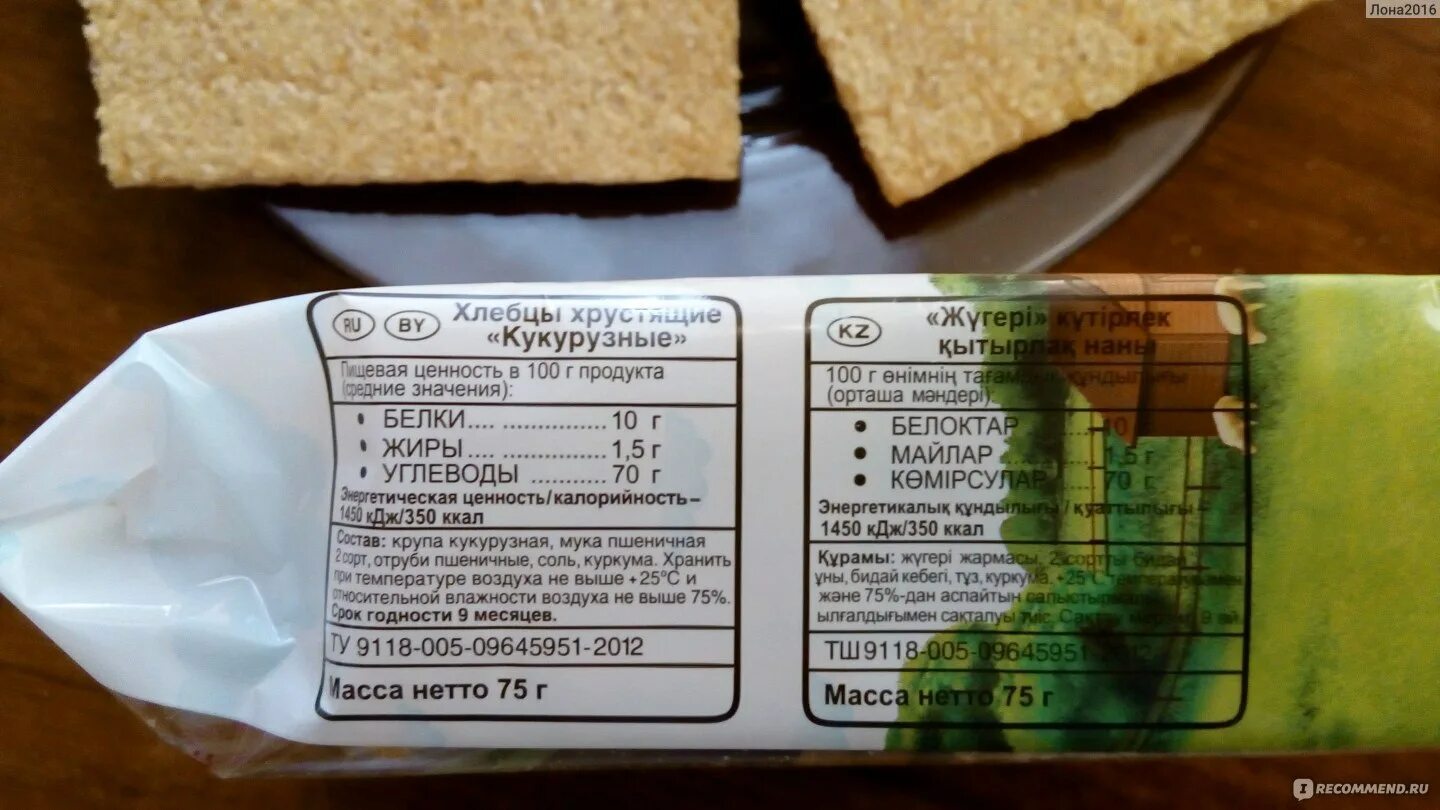 Лона2016
RU BY Хлебцы хрустящие
«Кукурузные»
Пищевая ценность в 100 г продукта
(средние значения):
• БЕЛКИ.... ................ 10 г
• ЖИРЫ ...................... 1,5 г
• УГЛЕВОДЫ ............. 70 г
Энергетическая ценность/калорийность–
1450 кДж/350 ккал
Состав: крупа кукурузная, мука пшеничная
2 сорт, отруби пшеничные, соль, куркума. Хранить
при температуре воздуха не выше +25°С и
относительной влажности воздуха не выше 75%.
Срок годности 9 месяцев.
ТУ 9118-005-09645951-2012
Масса нетто 75 г
KZ «Жүгері» күтірлек
қытырлақ наны
100 г өнімнің тағамдық құндылығы
(орташа мәндері):
• БЕЛОКТАР ......10
• МАЙЛАР ........ 1,5 г
• КӨМІРСУЛАР ... 70 г
Энергетикалық құндылығы / қуаттылығы –
1450 кДж/350 ккал
Құрамы: жүгері жармасы, 2 сортты бидай
ұны, бидай кебегі, тұз, куркума. +25°С температурамен
және 75%-дан аспайтын салыстырмалы
ылғалдығымен сақталуы тиіс. Сақтау мерзімі 9 ай
ТШ 9118-005-09645951-2012
Масса нетто 75 г
RECOMMEND.RU